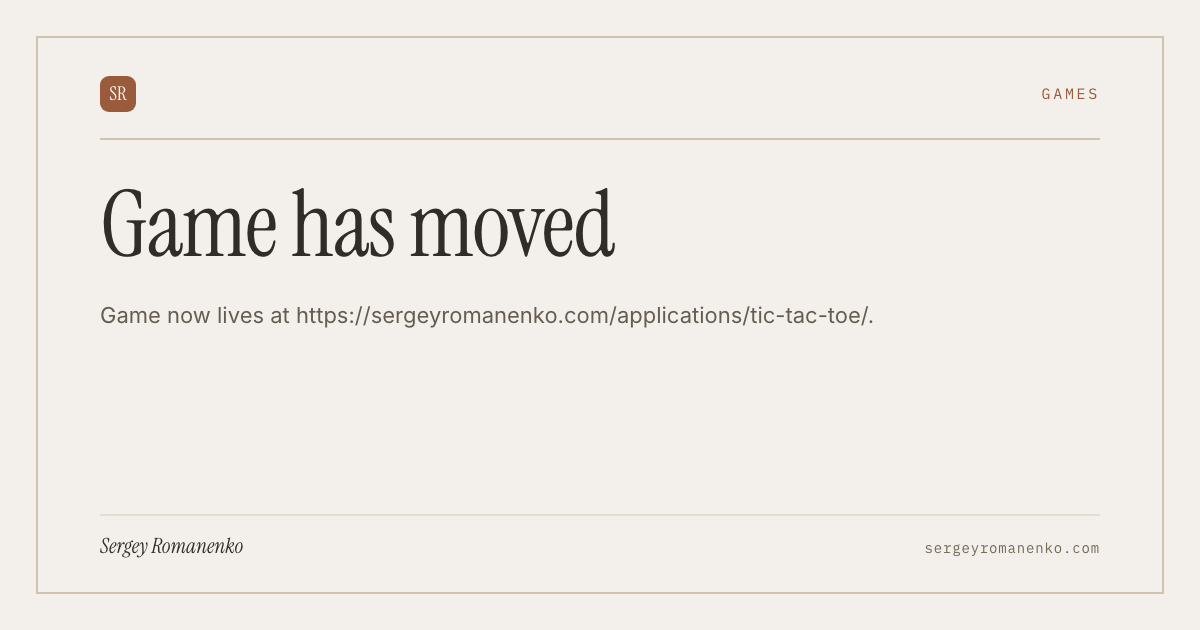 SR
GAMES
Game has moved
Game now lives at https://sergeyromanenko.com/applications/tic-tac-toe/.
Sergey Romanenko
sergeyromanenko.com